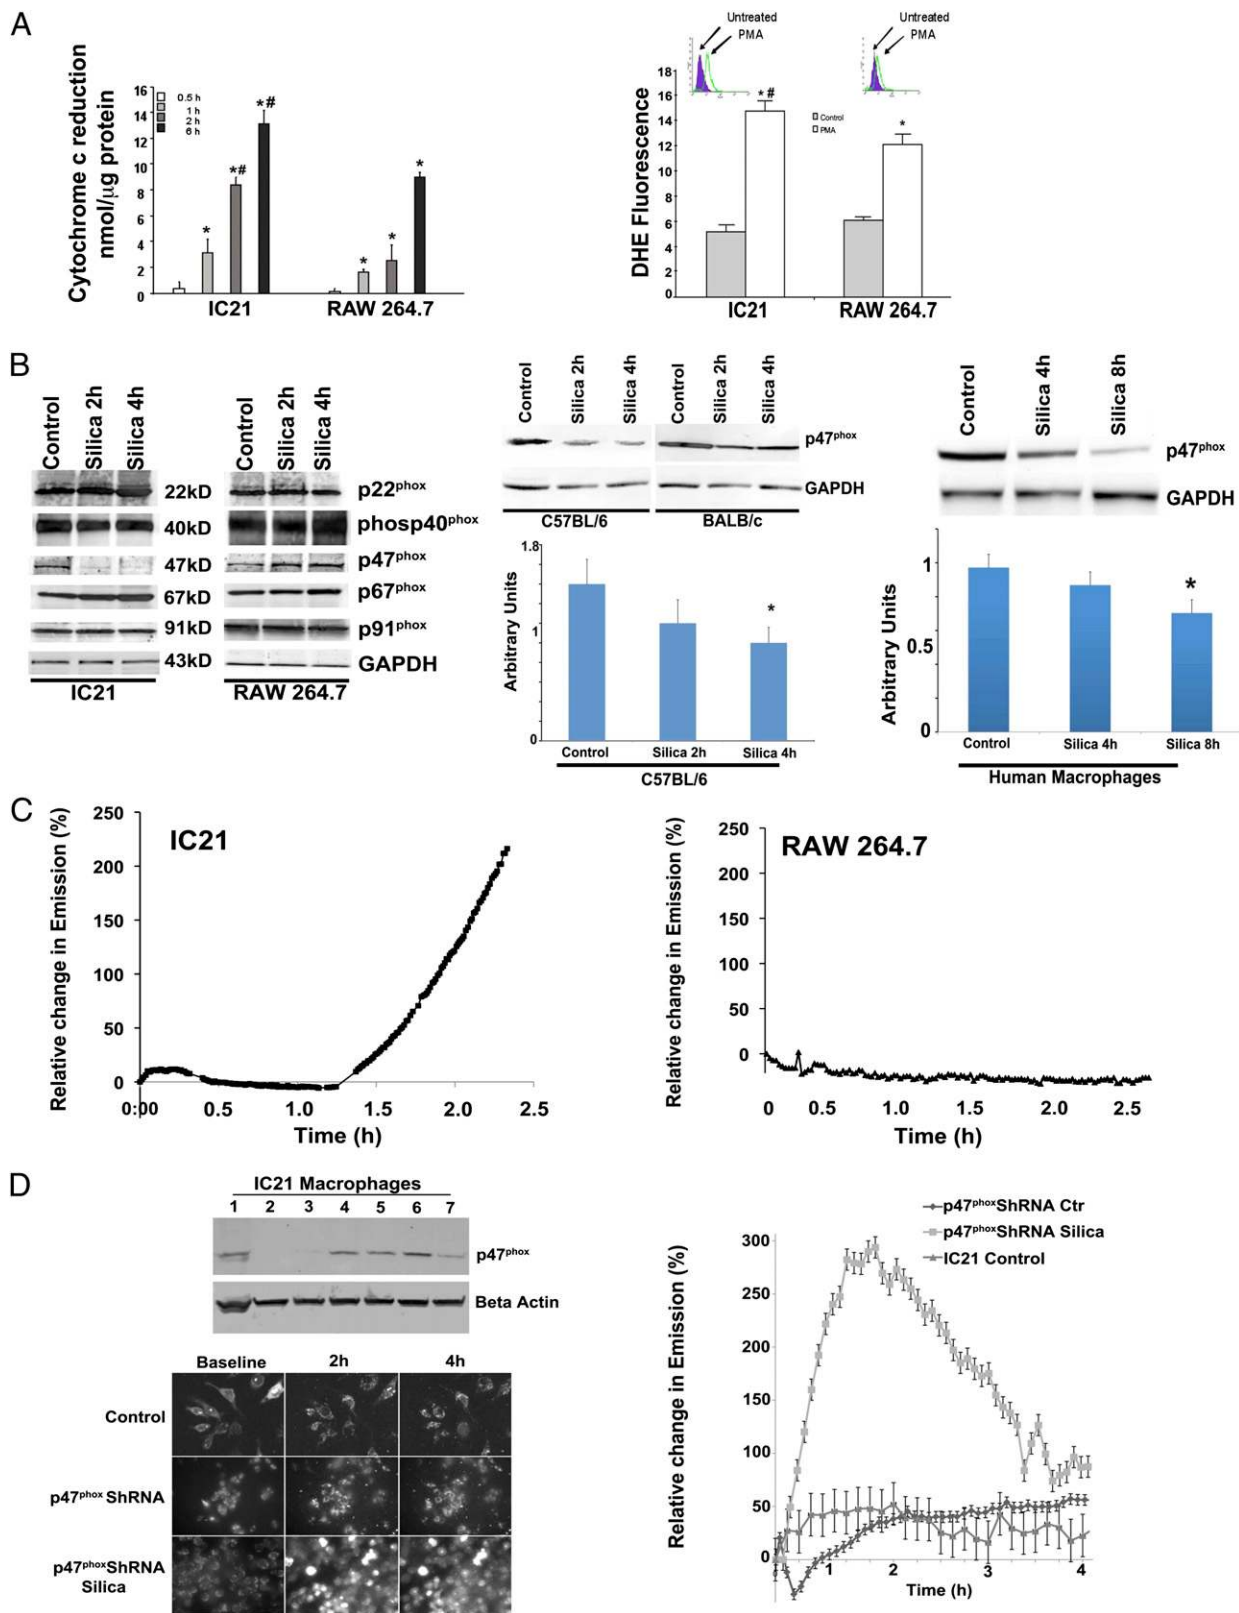 A
Cytochrome c reduction
nmol/µg protein
16
14
12
10
8
6
4
2
0
0.5 h
1 h
2 h
6 h
*
*#
*#
*
*
*
IC21
RAW 264.7
Untreated
PMA
Untreated
PMA
DHE Fluorescence
18
16
14
12
10
8
6
4
2
0
*#
Control
PMA
*
IC21
RAW 264.7
B
Control
Silica 2h
Silica 4h
22kD
40kD
47kD
67kD
91kD
43kD
IC21
Control
Silica 2h
Silica 4h
p22phox
phosp40phox
p47phox
p67phox
p91phox
GAPDH
RAW 264.7
Control
Silica 2h
Silica 4h
Control
Silica 2h
Silica 4h
p47phox
GAPDH
C57BL/6
BALB/c
Arbitrary Units
1.8
1
0
*
Control
Silica 2h
Silica 4h
C57BL/6
Control
Silica 4h
Silica 8h
p47phox
GAPDH
Arbitrary Units
1
0.5
0
*
Control
Silica 4h
Silica 8h
Human Macrophages
C
Relative change in Emission (%)
250
200
150
100
50
0
IC21
0:00
0.5
1.0
1.5
2.0
2.5
Time (h)
Relative change in Emission (%)
250
200
150
100
50
0
RAW 264.7
0
0.5
1.0
1.5
2.0
2.5
Time (h)
D
IC21 Macrophages
1 2 3 4 5 6 7
p47phox
Beta Actin
Baseline
2h
4h
Control
p47phox ShRNA
p47phoxShRNA
Silica
p47phoxShRNA Ctr
p47phoxShRNA Silica
IC21 Control
Relative change in Emission (%)
300
250
200
150
100
50
0
1
2
3
4
Time (h)